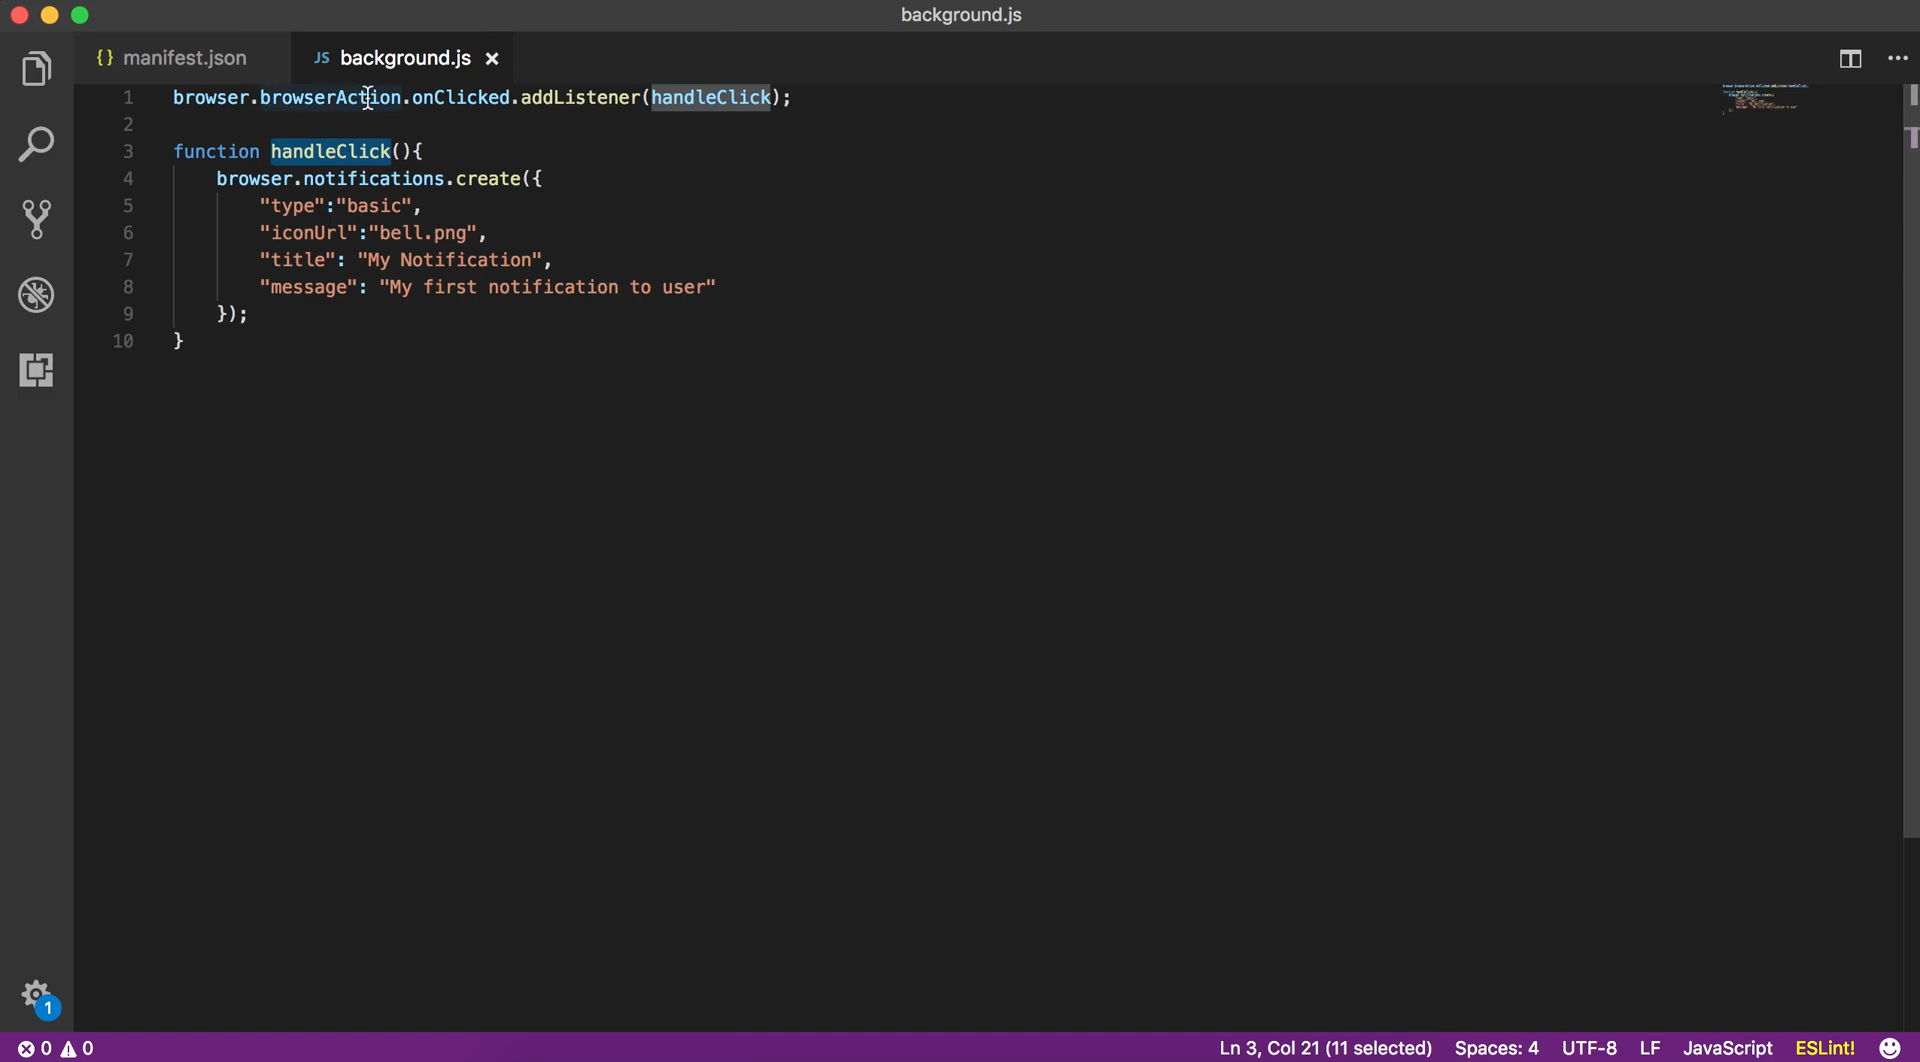 background.js
{} manifest.json
JS background.js ×
1 browser.browserAction.onClicked.addListener(handleClick);
2
3 function handleClick(){
4 browser.notifications.create({
5 "type":"basic",
6 "iconUrl":"bell.png",
7 "title": "My Notification",
8 "message": "My first notification to user"
9 });
10 }
1
0 0 Ln 3, Col 21 (11 selected) Spaces: 4 UTF-8 LF JavaScript ESLint!